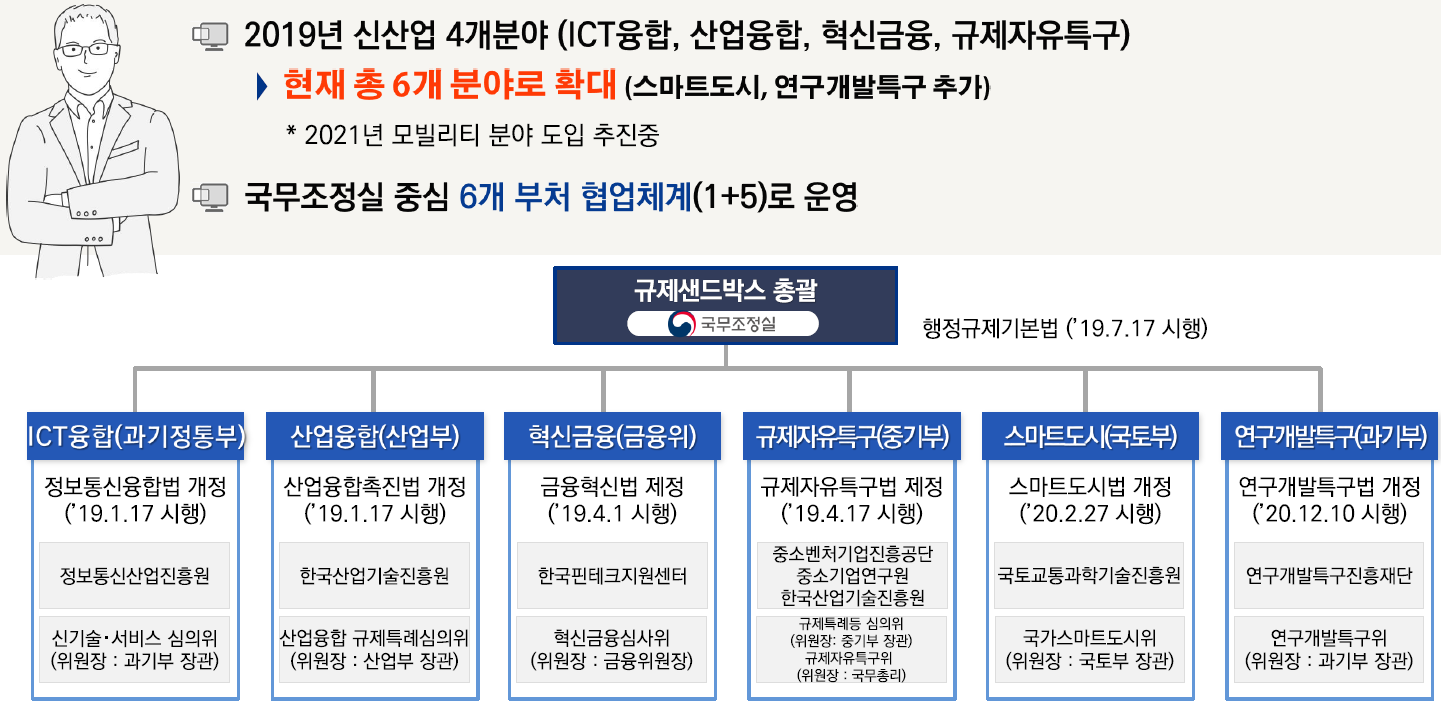 2019년 신산업 4개분야 (ICT융합, 산업융합, 혁신금융, 규제자유특구)
현재 총 6개 분야로 확대 (스마트도시, 연구개발특구 추가)
* 2021년 모빌리티 분야 도입 추진중
국무조정실 중심 6개 부처 협업체계(1+5)로 운영
규제샌드박스 총괄
국무조정실
행정규제기본법 (’19.7.17 시행)
ICT융합(과기정통부)
정보통신융합법 개정
(’19.1.17 시행)
정보통신산업진흥원
신기술·서비스 심의위
(위원장 : 과기부 장관)
산업융합(산업부)
산업융합촉진법 개정
(’19.1.17 시행)
한국산업기술진흥원
산업융합 규제특례심의위
(위원장 : 산업부 장관)
혁신금융(금융위)
금융혁신법 제정
(’19.4.1 시행)
한국핀테크지원센터
혁신금융심사위
(위원장 : 금융위원장)
규제자유특구(중기부)
규제자유특구법 제정
(’19.4.17 시행)
중소벤처기업진흥공단
중소기업연구원
한국산업기술진흥원
규제특례등 심의위
(위원장: 중기부 장관)
규제자유특구위
(위원장 : 국무총리)
스마트도시(국토부)
스마트도시법 개정
(’20.2.27 시행)
국토교통과학기술진흥원
국가스마트도시위
(위원장 : 국토부 장관)
연구개발특구(과기부)
연구개발특구법 개정
(’20.12.10 시행)
연구개발특구진흥재단
연구개발특구위
(위원장 : 과기부 장관)